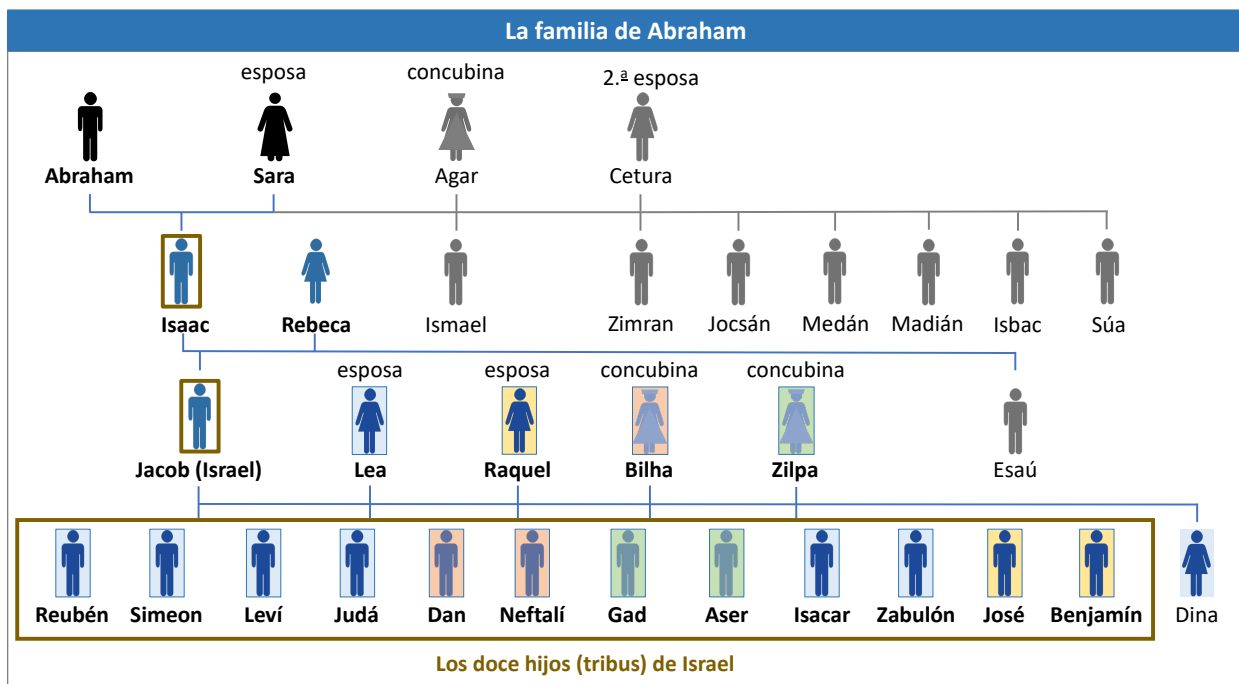 La familia de Abraham
esposa concubina 2.ª esposa
Abraham Sara Agar Cetura
Isaac Rebeca Ismael Zimran Jocsán Medán Madián Isbac Súa
esposa esposa concubina concubina
Jacob (Israel) Lea Raquel Bilha Zilpa Esaú
Reubén Simeon Leví Judá Dan Neftalí Gad Aser Isacar Zabulón José Benjamín Dina
Los doce hijos (tribus) de Israel